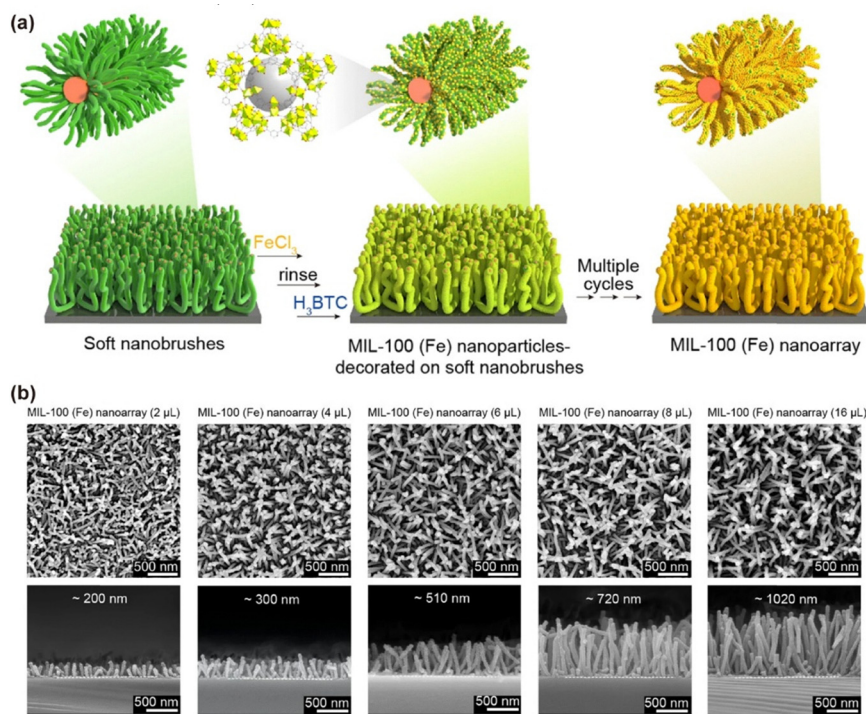 (a)
FeCl₃
rinse
H₃BTC
Multiple
cycles
Soft nanobrushes
MIL-100 (Fe) nanoparticles-
decorated on soft nanobrushes
MIL-100 (Fe) nanoarray
(b)
MIL-100 (Fe) nanoarray (2 µL)
MIL-100 (Fe) nanoarray (4 µL)
MIL-100 (Fe) nanoarray (6 µL)
MIL-100 (Fe) nanoarray (8 µL)
MIL-100 (Fe) nanoarray (16 µL)
500 nm
500 nm
500 nm
500 nm
500 nm
~ 200 nm
~ 300 nm
~ 510 nm
~ 720 nm
~ 1020 nm
500 nm
500 nm
500 nm
500 nm
500 nm